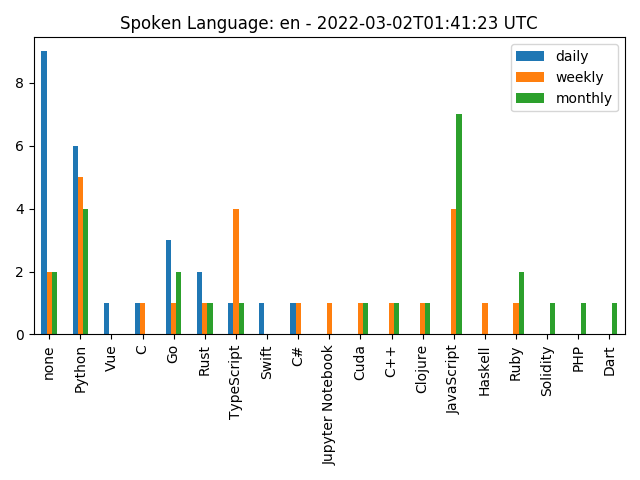 Spoken Language: en - 2022-03-02T01:41:23 UTC
daily
weekly
monthly
8
6
4
2
0
none
Python
Vue
C
Go
Rust
TypeScript
Swift
C#
Jupyter Notebook
Cuda
C++
Clojure
JavaScript
Haskell
Ruby
Solidity
PHP
Dart